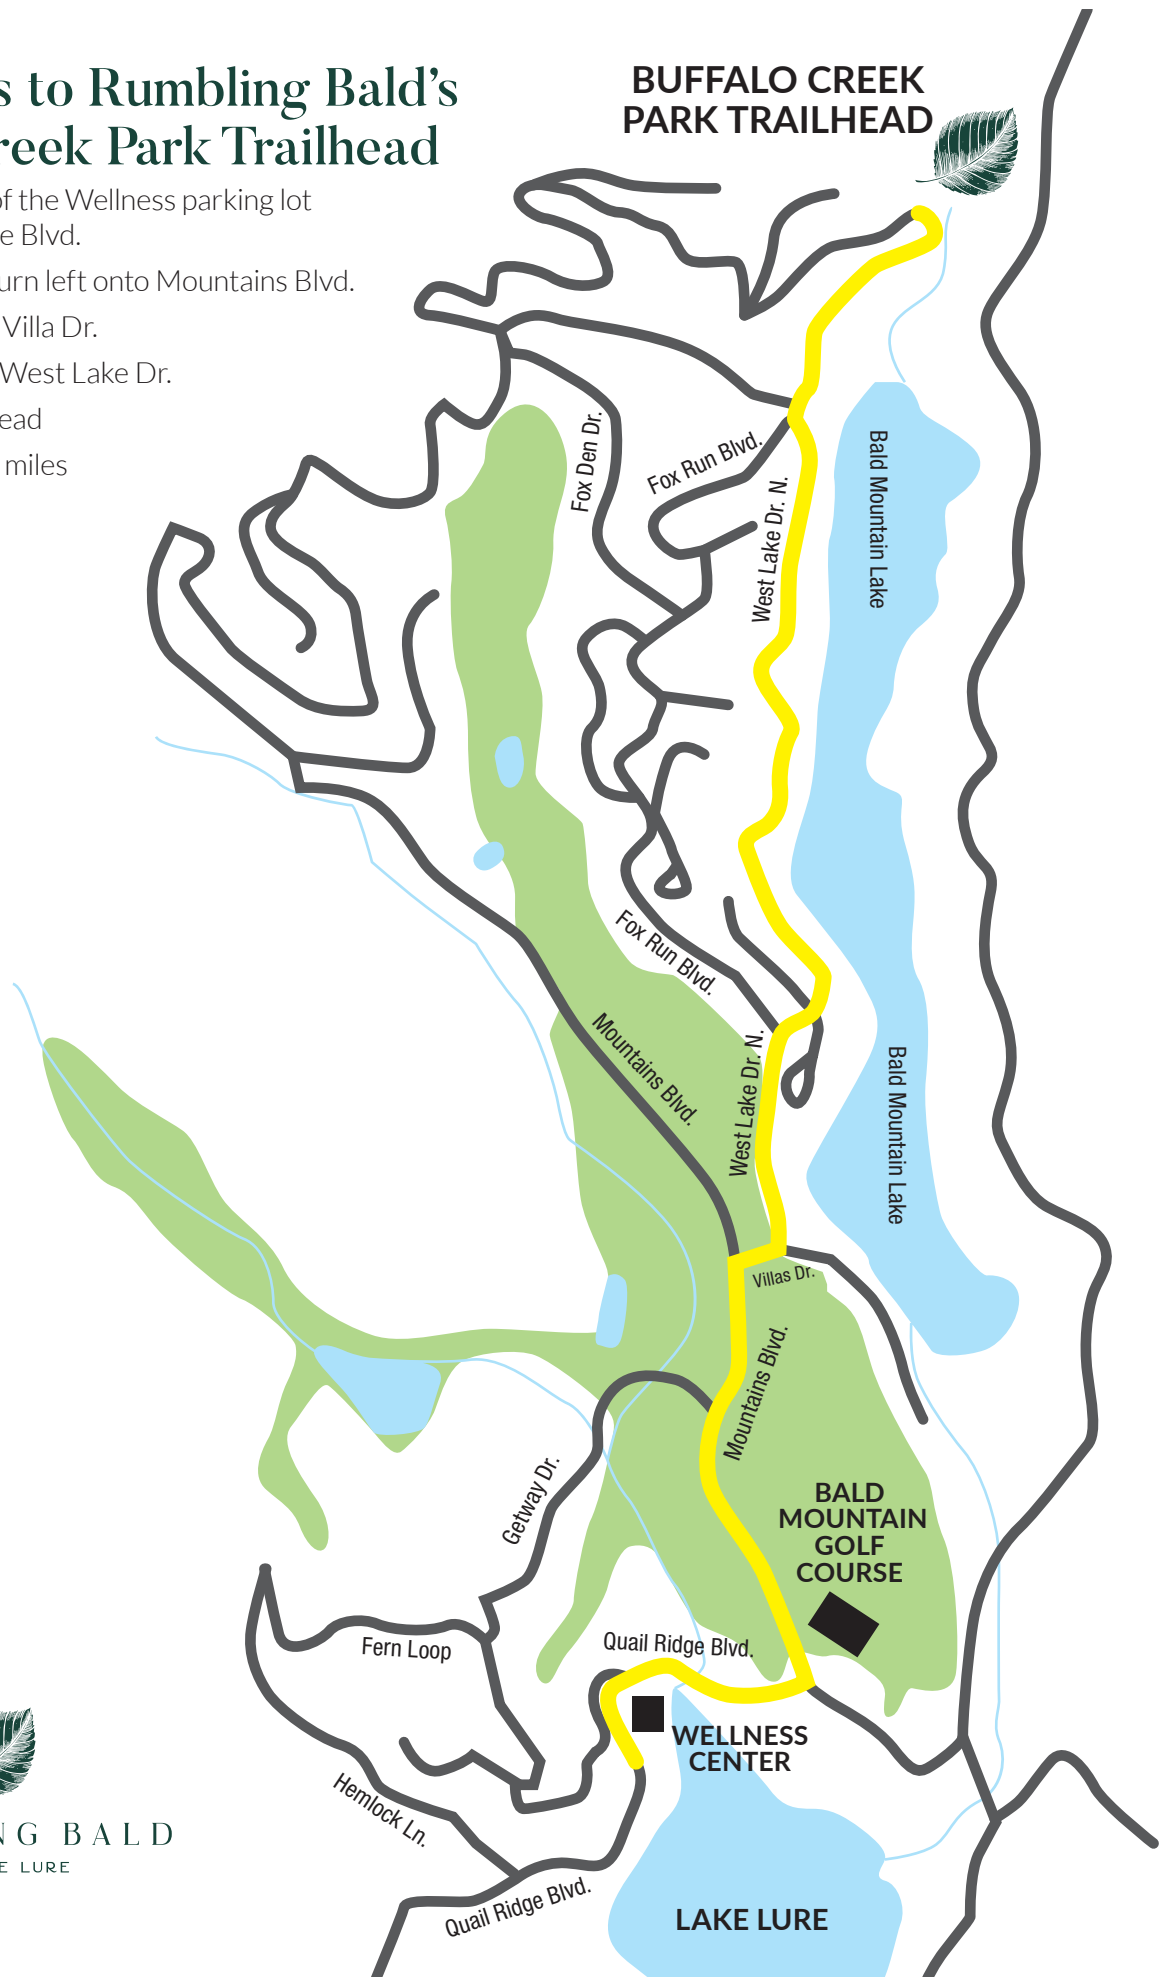 s to Rumbling Bald's
reek Park Trailhead
of the Wellness parking lot
e Blvd.
urn left onto Mountains Blvd.
Villa Dr.
West Lake Dr.
ead
miles
BUFFALO CREEK
PARK TRAILHEAD
Fox Den Dr.
Fox Run Blvd.
West Lake Dr. N.
Bald Mountain Lake
Fox Run Blvd.
Mountains Blvd.
West Lake Dr. N.
Bald Mountain Lake
Villas Dr.
Mountains Blvd.
Getway Dr.
BALD
MOUNTAIN
GOLF
COURSE
Fern Loop
Quail Ridge Blvd.
WELLNESS
CENTER
Hemlock Ln.
Quail Ridge Blvd.
LAKE LURE
NG BALD
E LURE